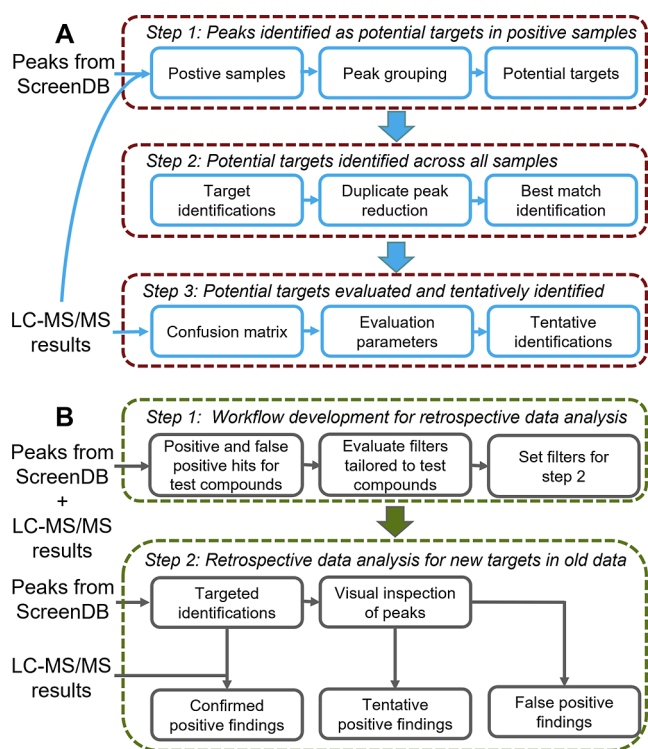 A
Step 1: Peaks identified as potential targets in positive samples
Peaks from
ScreenDB
Postive samples
Peak grouping
Potential targets
Step 2: Potential targets identified across all samples
Target
identifications
Duplicate peak
reduction
Best match
identification
Step 3: Potential targets evaluated and tentatively identified
LC-MS/MS
results
Confusion matrix
Evaluation
parameters
Tentative
identifications
B
Step 1: Workflow development for retrospective data analysis
Peaks from
ScreenDB
+
LC-MS/MS
results
Positive and false
positive hits for
test compounds
Evaluate filters
tailored to test
compounds
Set filters for
step 2
Step 2: Retrospective data analysis for new targets in old data
Peaks from
ScreenDB
Targeted
identifications
Visual inspection
of peaks
LC-MS/MS
results
Confirmed
positive findings
Tentative
positive findings
False positive
findings